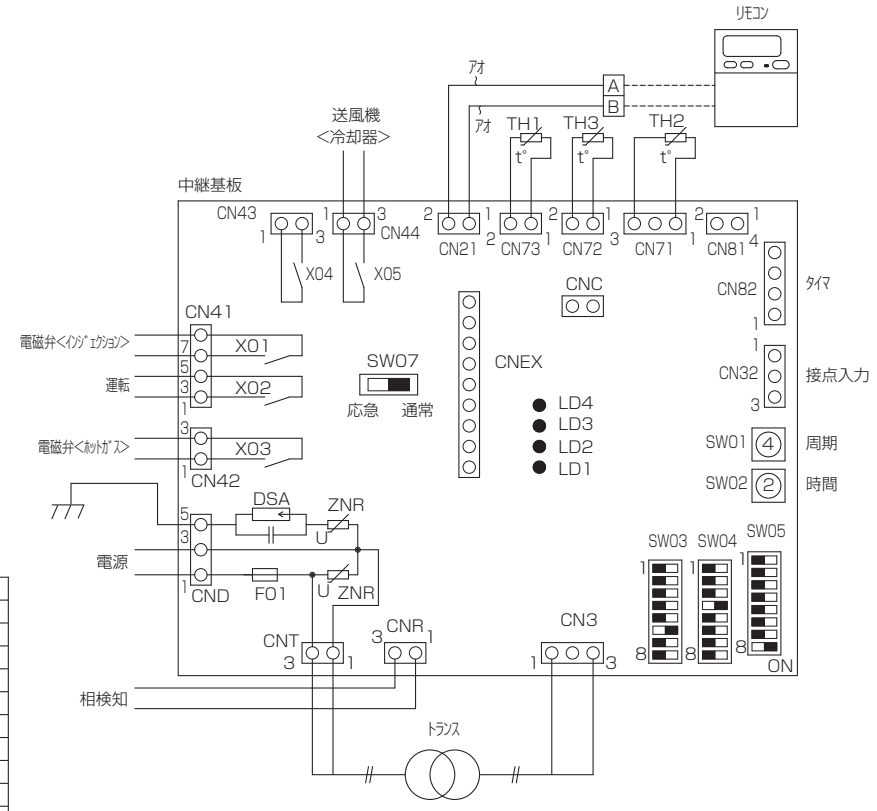 リモコン
アオ
A
B
アオ
送風機
<冷却器>
TH1
TH3
TH2
t°
t°
t°
中継基板
CN43
1
3
1
3
CN44
2
1
CN21
2
CN73
1
2
1
CN72
3
CN71
1
2
1
CN81
4
CN82
1
タイマ
X04
X05
CNC
CN41
電磁弁<インジェクション>
7
X01
5
運転
3
X02
1
SW07
応急 通常
CNEX
LD4
LD3
LD2
LD1
1
CN32
3
接点入力
電磁弁<ホットガス>
3
X03
1
CN42
SW01
4
周期
SW02
2
時間
DSA
ZNR
U
5
3
電源
1
CND
F01
U
ZNR
SW03
SW04
SW05
1
1
1
8
8
8
ON
CNT
3
1
3
CNR
1
CN3
1
3
相検知
トランス